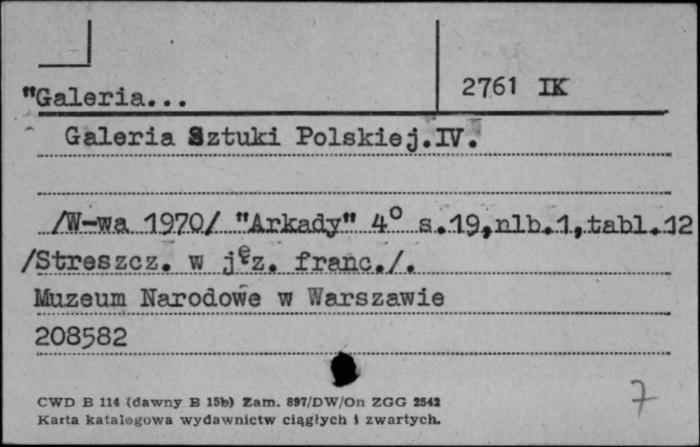 "Galeria...
2761 IK
Galeria Sztuki Polskiej.IV.
/W-wa 1970/ "Arkady" 4° s.19,nlb.1,tabl.12
/Streszcz. w jęz. franc./.
Muzeum Narodowe w Warszawie
208582
CWD B 114 (dawny B 15b) Zam. 897/DW/On ZGG 2542
Karta katalogowa wydawnictw ciągłych i zwartych.
7